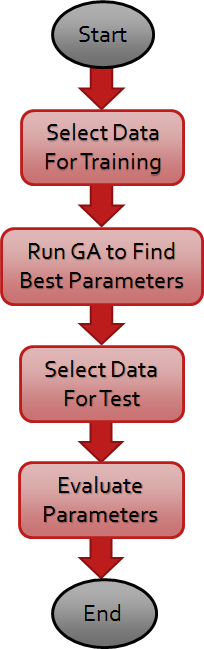 Start
Select Data
For Training
Run GA to Find
Best Parameters
Select Data
For Test
Evaluate
Parameters
End